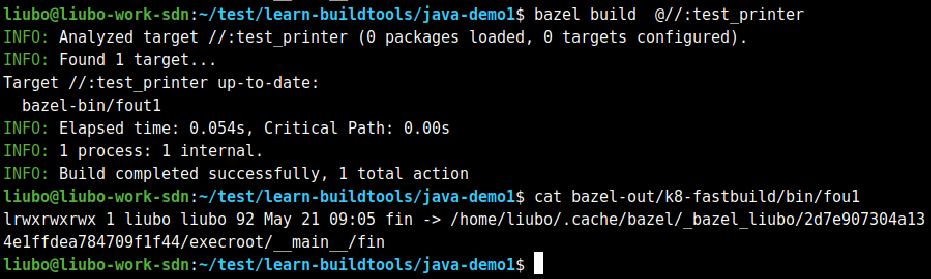 liubo@liubo-work-sdn:~/test/learn-buildtools/java-demo1$ bazel build  @//:test_printer
INFO: Analyzed target //:test_printer (0 packages loaded, 0 targets configured).
INFO: Found 1 target...
Target //:test_printer up-to-date:
  bazel-bin/fout1
INFO: Elapsed time: 0.054s, Critical Path: 0.00s
INFO: 1 process: 1 internal.
INFO: Build completed successfully, 1 total action
liubo@liubo-work-sdn:~/test/learn-buildtools/java-demo1$ cat bazel-out/k8-fastbuild/bin/fou1
lrwxrwxrwx 1 liubo liubo 92 May 21 09:05 fin -> /home/liubo/.cache/bazel/_bazel_liubo/2d7e907304a13
4e1ffdea784709f1f44/execroot/__main__/fin
liubo@liubo-work-sdn:~/test/learn-buildtools/java-demo1$